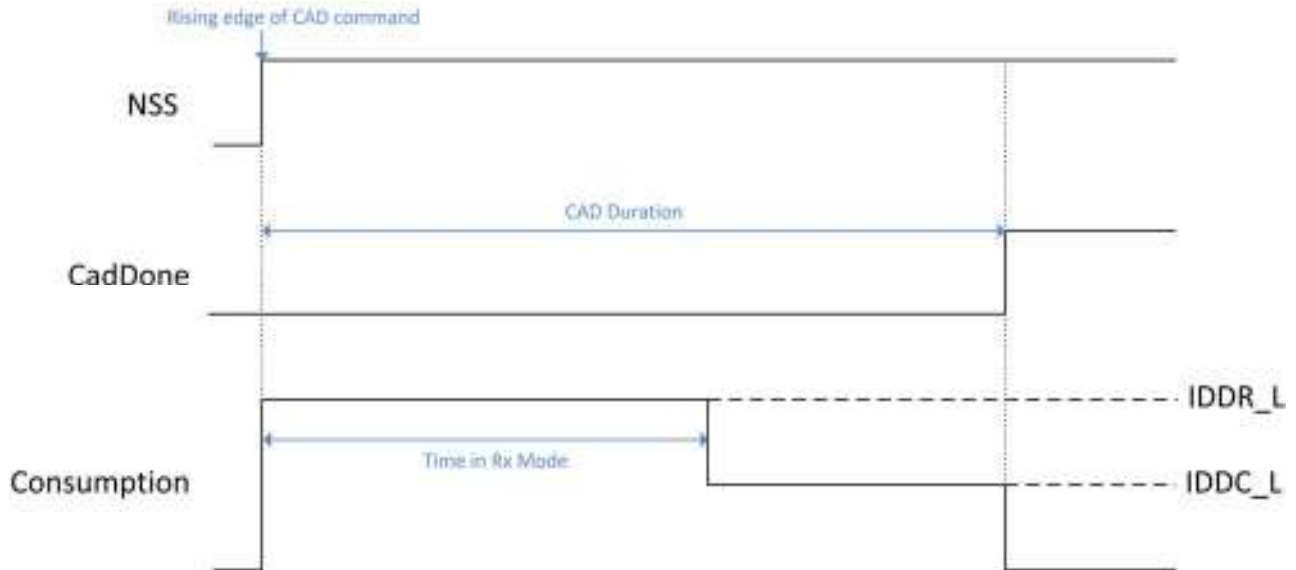 Rising edge of CAD command
NSS
CAD Duration
CadDone
IDDR_L
Time in Rx Mode
Consumption
IDDC_L